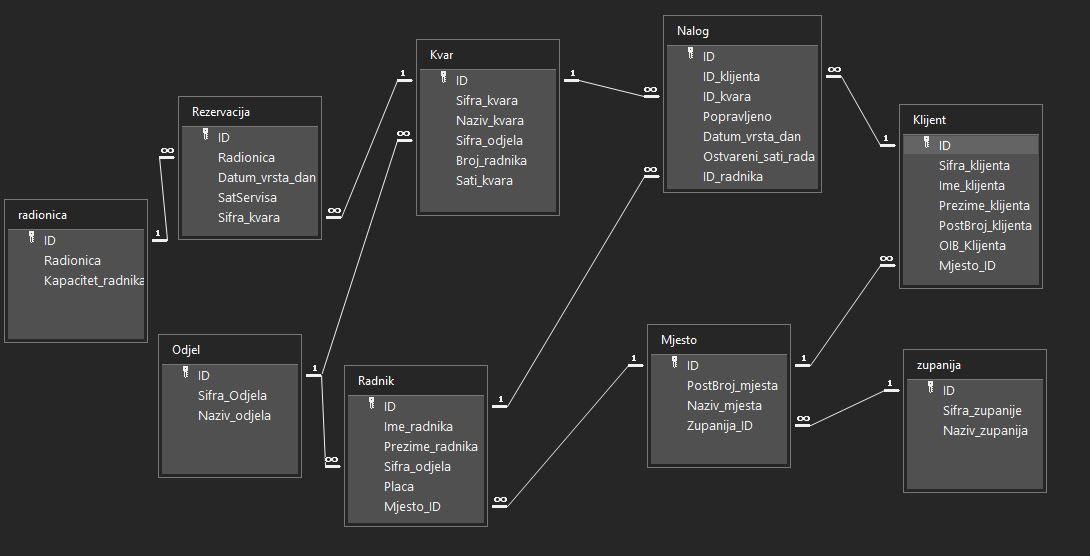 radionica
ID
Radionica
Kapacitet_radnika
Rezervacija
ID
Radionica
Datum_vrsta_dan
SatServisa
Sifra_kvara
Odjel
ID
Sifra_Odjela
Naziv_odjela
Kvar
ID
Sifra_kvara
Naziv_kvara
Sifra_odjela
Broj_radnika
Sati_kvara
Radnik
ID
Ime_radnika
Prezime_radnika
Sifra_odjela
Placa
Mjesto_ID
Nalog
ID
ID_klijenta
ID_kvara
Popravljeno
Datum_vrsta_dan
Ostvareni_sati_rada
ID_radnika
Mjesto
ID
PostBroj_mjesta
Naziv_mjesta
Zupanija_ID
Klijent
ID
Sifra_klijenta
Ime_klijenta
Prezime_klijenta
PostBroj_klijenta
OIB_Klijenta
Mjesto_ID
zupanija
ID
Sifra_zupanije
Naziv_zupanija
1
∞
1
∞
1
∞
∞
1
∞
1
∞
∞
1
1
∞
1
∞
1
∞
1